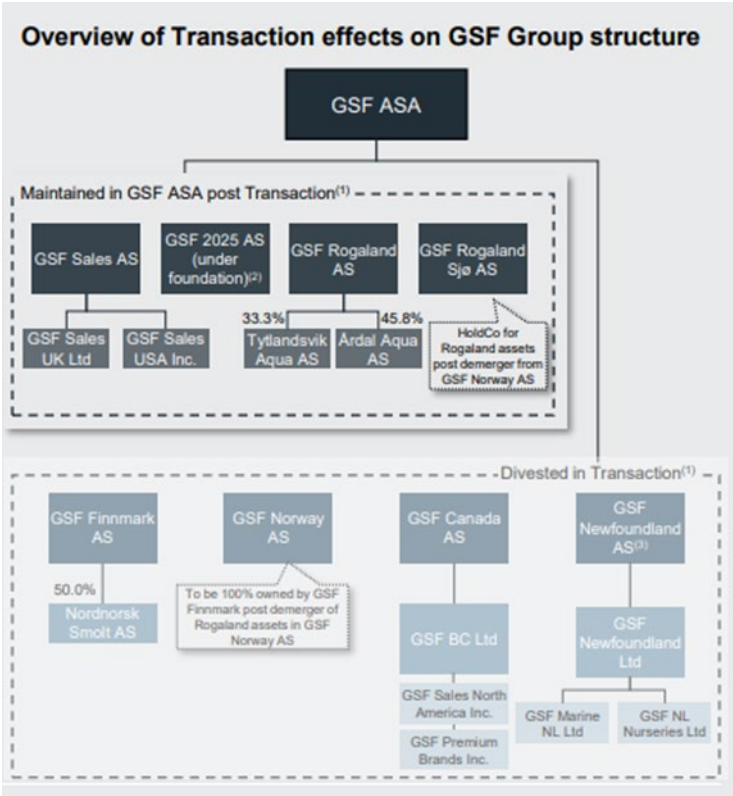 Overview of Transaction effects on GSF Group structure
GSF ASA
Maintained in GSF ASA post Transaction(1)
GSF Sales AS
GSF 2025 AS
(under
foundation)(2)
GSF Rogaland
AS
GSF Rogaland
Sjø AS
GSF Sales
UK Ltd
GSF Sales
USA Inc.
33.3%
45.8%
Tytlandsvik
Aqua AS
Årdal Aqua
AS
HoldCo for
Rogaland assets
post demerger from
GSF Norway AS
Divested in Transaction(1)
GSF Finnmark
AS
GSF Norway
AS
GSF Canada
AS
GSF
Newfoundland
AS(3)
50.0%
Nordnorsk
Smolt AS
To be 100% owned by GSF
Finnmark post demerger of
Rogaland assets in GSF
Norway AS
GSF BC Ltd
GSF
Newfoundland
Ltd
GSF Sales North
America Inc.
GSF Premium
Brands Inc.
GSF Marine
NL Ltd
GSF NL
Nurseries Ltd